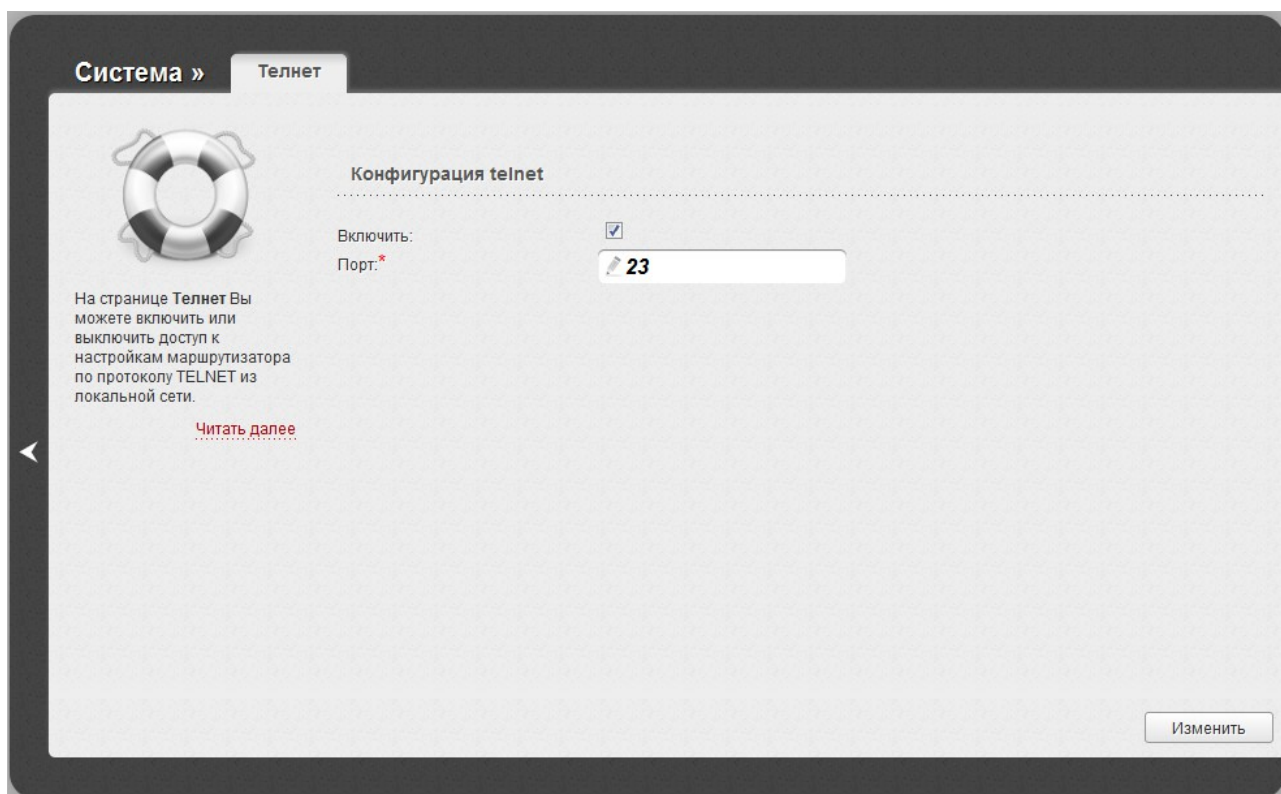 Система »
Телнет
Конфигурация telnet
Включить:
Порт:*
23
На странице Телнет Вы
можете включить или
выключить доступ к
настройкам маршрутизатора
по протоколу TELNET из
локальной сети.
Читать далее
Изменить